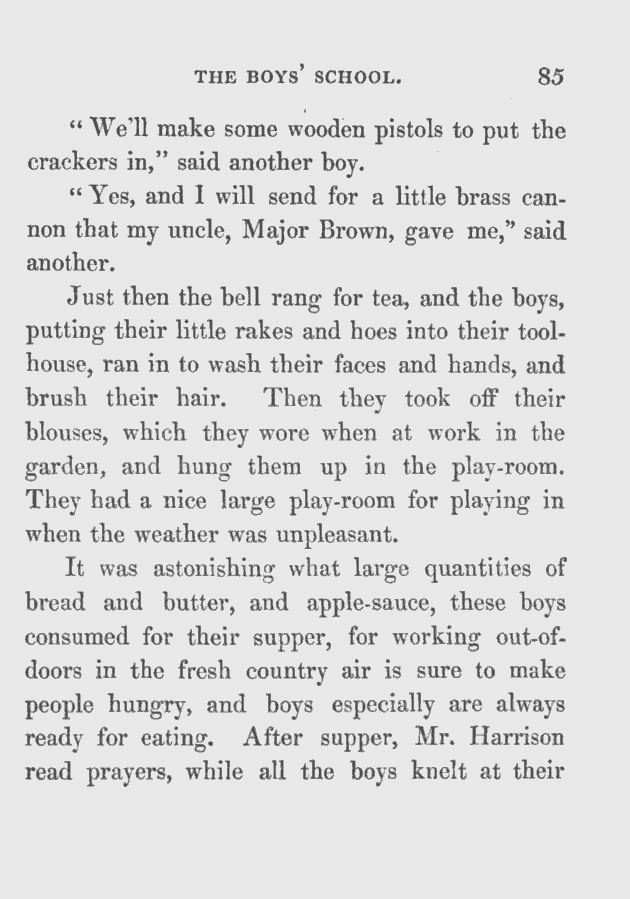 THE BOYS' SCHOOL. 85
"We'll make some wooden pistols to put the
crackers in," said another boy.
"Yes, and I will send for a little brass can-
non that my uncle, Major Brown, gave me," said
another.
Just then the bell rang for tea, and the boys,
putting their little rakes and hoes into their tool-
house, ran in to wash their faces and hands, and
brush their hair. Then they took off their
blouses, which they wore when at work in the
garden, and hung them up in the play-room.
They had a nice large play-room for playing in
when the weather was unpleasant.
It was astonishing what large quantities of
bread and butter, and apple-sauce, these boys
consumed for their supper, for working out-of-
doors in the fresh country air is sure to make
people hungry, and boys especially are always
ready for eating. After supper, Mr. Harrison
read prayers, while all the boys knelt at their